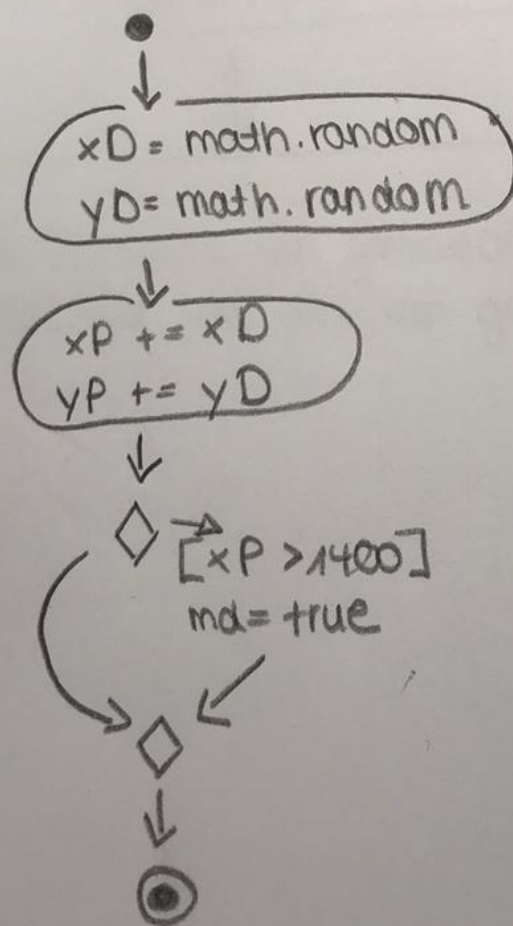 xD = math.random
yD = math.random
xP += xD
yP += yD
[xP >1400]
md = true